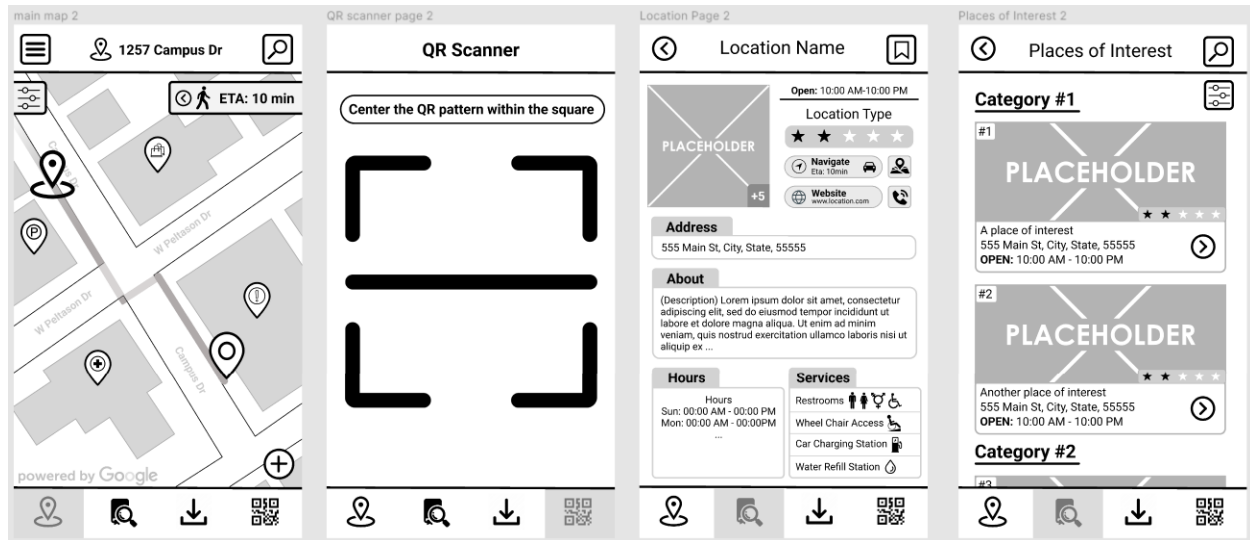 main map 2
1257 Campus Dr
ETA: 10 min
Campus Dr
W Peltason Dr
W Peltason Dr
Campus Dr
P
powered by Google
QR scanner page 2
QR Scanner
Center the QR pattern within the square
Location Page 2
Location Name
Open: 10:00 AM-10:00 PM
Location Type
PLACEHOLDER
+5
Navigate
Eta: 10min
Website
www.location.com
Address
555 Main St, City, State, 55555
About
(Description) Lorem ipsum dolor sit amet, consectetur
adipiscing elit, sed do eiusmod tempor incididunt ut
labore et dolore magna aliqua. Ut enim ad minim
veniam, quis nostrud exercitation ullamco laboris nisi ut
aliquip ex ...
Hours
Hours
Sun: 00:00 AM - 00:00 PM
Mon: 00:00 AM - 00:00PM
...
Services
Restrooms
Wheel Chair Access
Car Charging Station
Water Refill Station
Places of Interest 2
Places of Interest
Category #1
#1
PLACEHOLDER
A place of interest
555 Main St, City, State, 55555
OPEN: 10:00 AM - 10:00 PM
#2
PLACEHOLDER
Another place of interest
555 Main St, City, State, 55555
OPEN: 10:00 AM - 10:00 PM
Category #2
#3